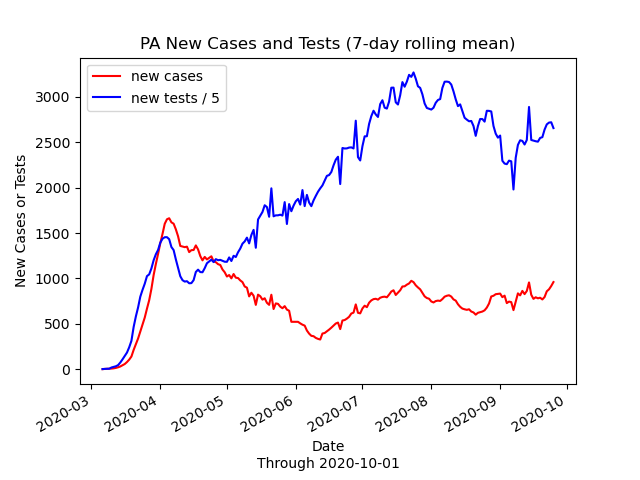 PA New Cases and Tests (7-day rolling mean)
new cases
new tests / 5
New Cases or Tests
3000
2500
2000
1500
1000
500
0
2020-03
2020-04
2020-05
2020-06
2020-07
2020-08
2020-09
2020-10
Date
Through 2020-10-01